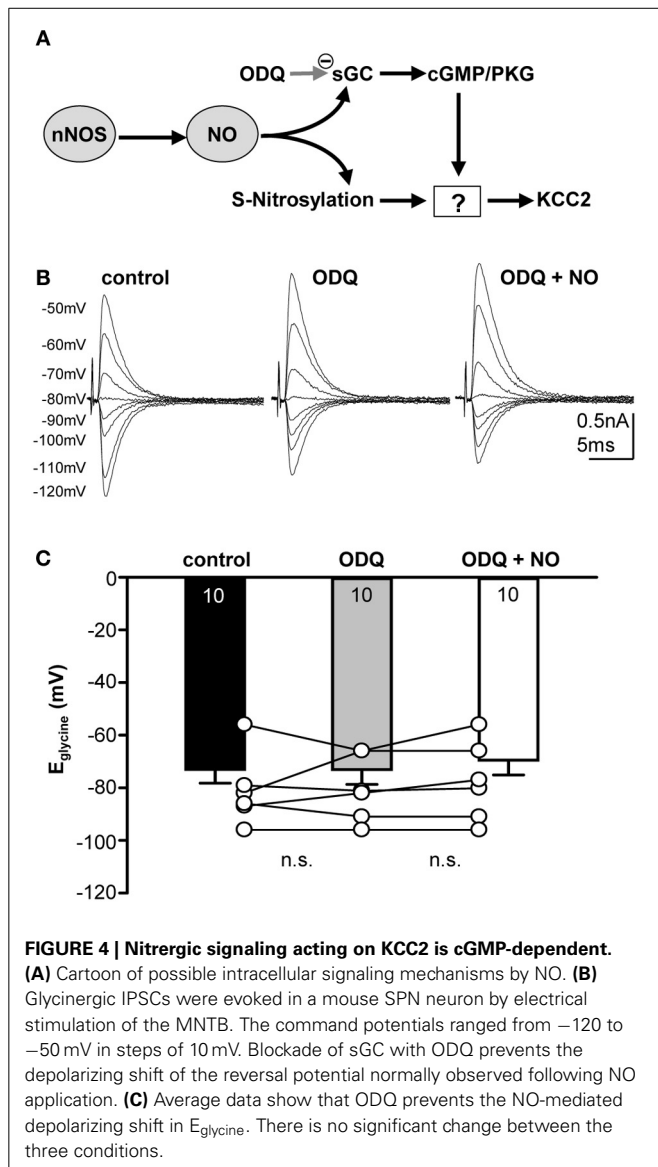 A
ODQ ⊖ sGC cGMP/PKG
nNOS NO
S-Nitrosylation ? KCC2
B
control ODQ ODQ + NO
-50mV
-60mV
-70mV
-80mV
-90mV
-100mV
-110mV
-120mV
0.5nA
5ms
C
control ODQ ODQ + NO
0
10 10 10
-20
-40
-60
-80
-100
-120
Eglycine (mV)
n.s. n.s.
FIGURE 4 | Nitrergic signaling acting on KCC2 is cGMP-dependent.
(A) Cartoon of possible intracellular signaling mechanisms by NO. (B)
Glycinergic IPSCs were evoked in a mouse SPN neuron by electrical
stimulation of the MNTB. The command potentials ranged from −120 to
−50 mV in steps of 10 mV. Blockade of sGC with ODQ prevents the
depolarizing shift of the reversal potential normally observed following NO
application. (C) Average data show that ODQ prevents the NO-mediated
depolarizing shift in Eglycine. There is no significant change between the
three conditions.